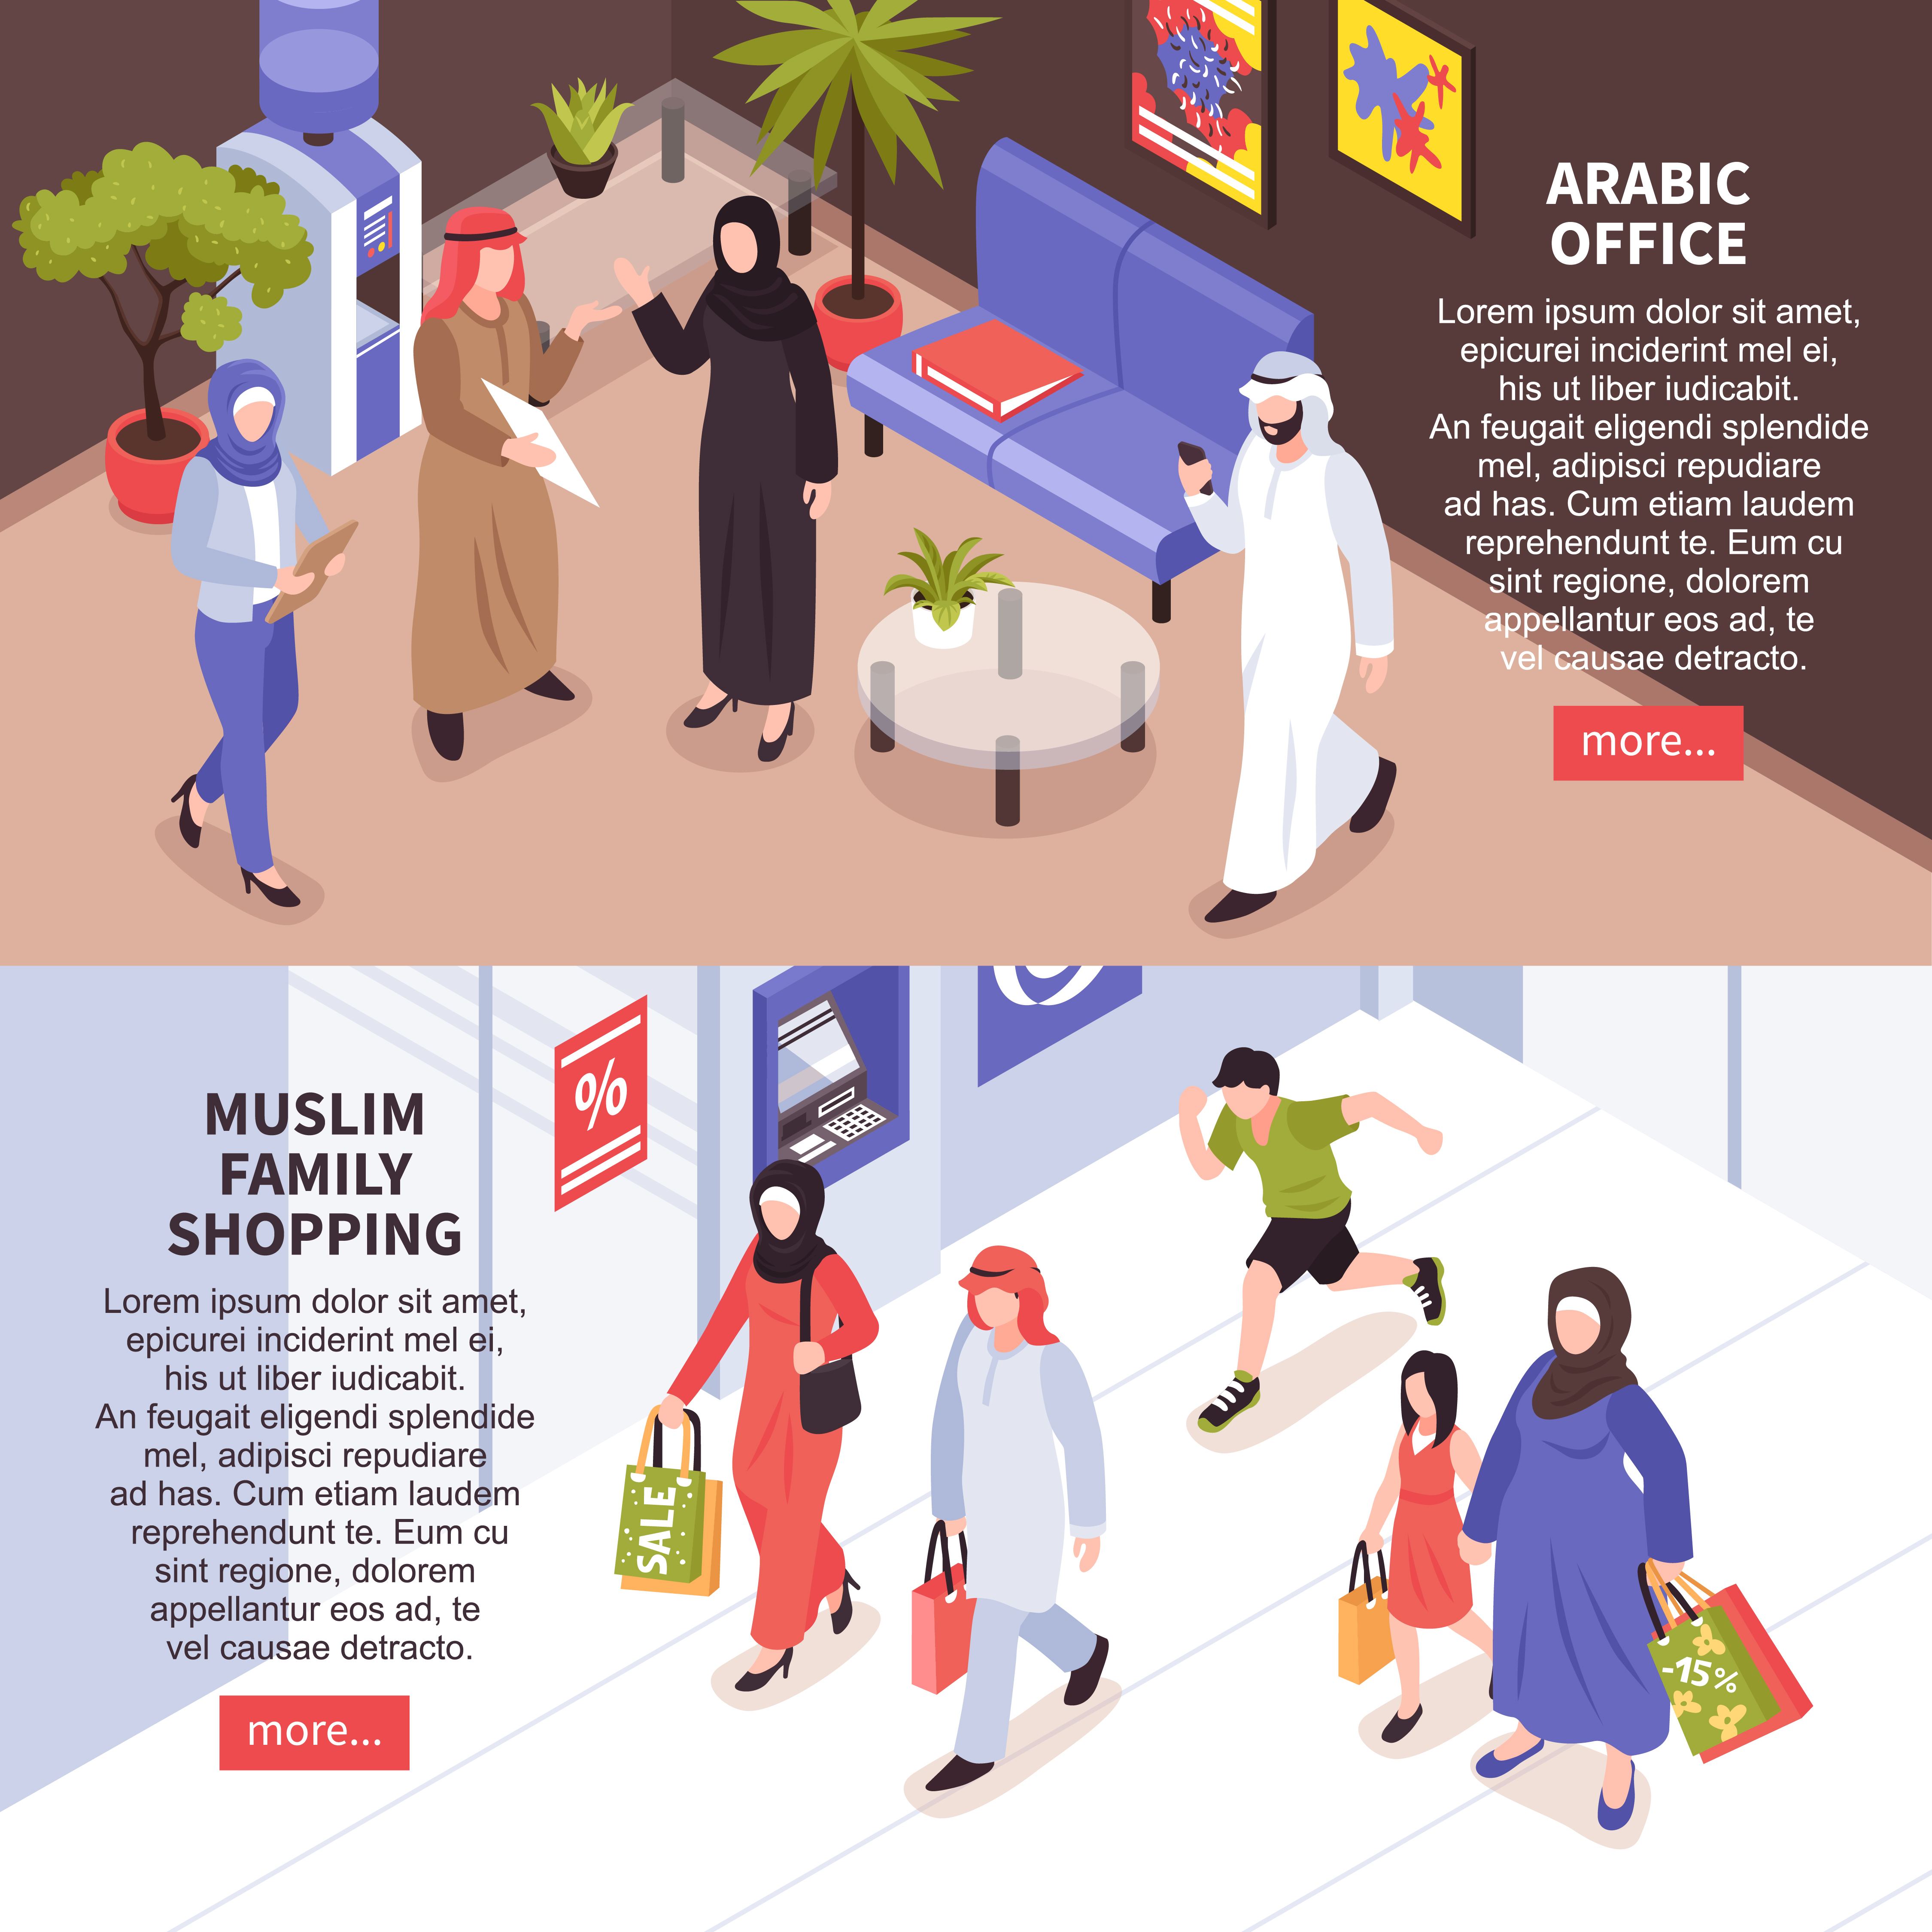 ARABIC
OFFICE
Lorem ipsum dolor sit amet,
epicurei inciderint mel ei,
his ut liber iudicabit.
An feugait eligendi splendide
mel, adipisci repudiare
ad has. Cum etiam laudem
reprehendunt te. Eum cu
sint regione, dolorem
appellantur eos ad, te
vel causae detracto.
more...
%
MUSLIM
FAMILY
SHOPPING
Lorem ipsum dolor sit amet,
epicurei inciderint mel ei,
his ut liber iudicabit.
An feugait eligendi splendide
mel, adipisci repudiare
ad has. Cum etiam laudem
reprehendunt te. Eum cu
sint regione, dolorem
appellantur eos ad, te
vel causae detracto.
more...
SALE
-15%